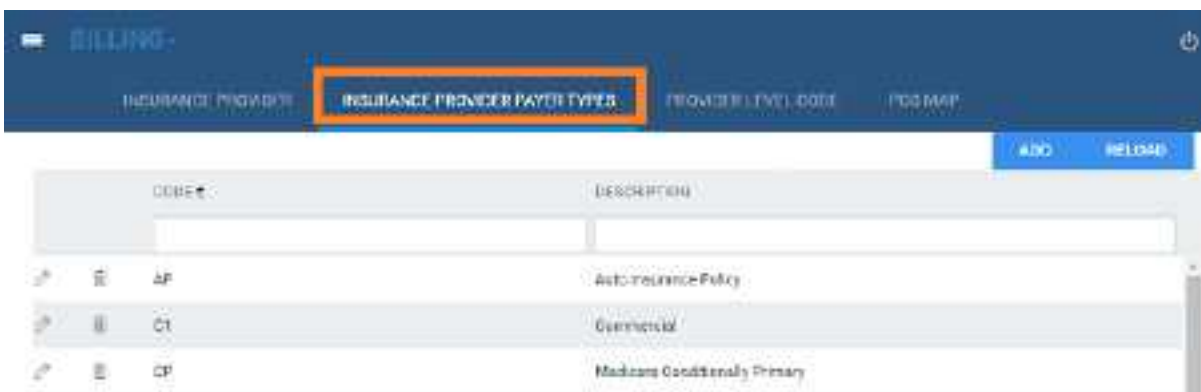 BILLING
INSURANCE PROVIDER INSURANCE PROVIDER PAYER TYPES PROVIDER LEVEL CODE POS MAP
ADD RELOAD
CODE DESCRIPTION
AP Auto Insurance Policy
C1 Commercial
CP Medicare Conditionally Primary